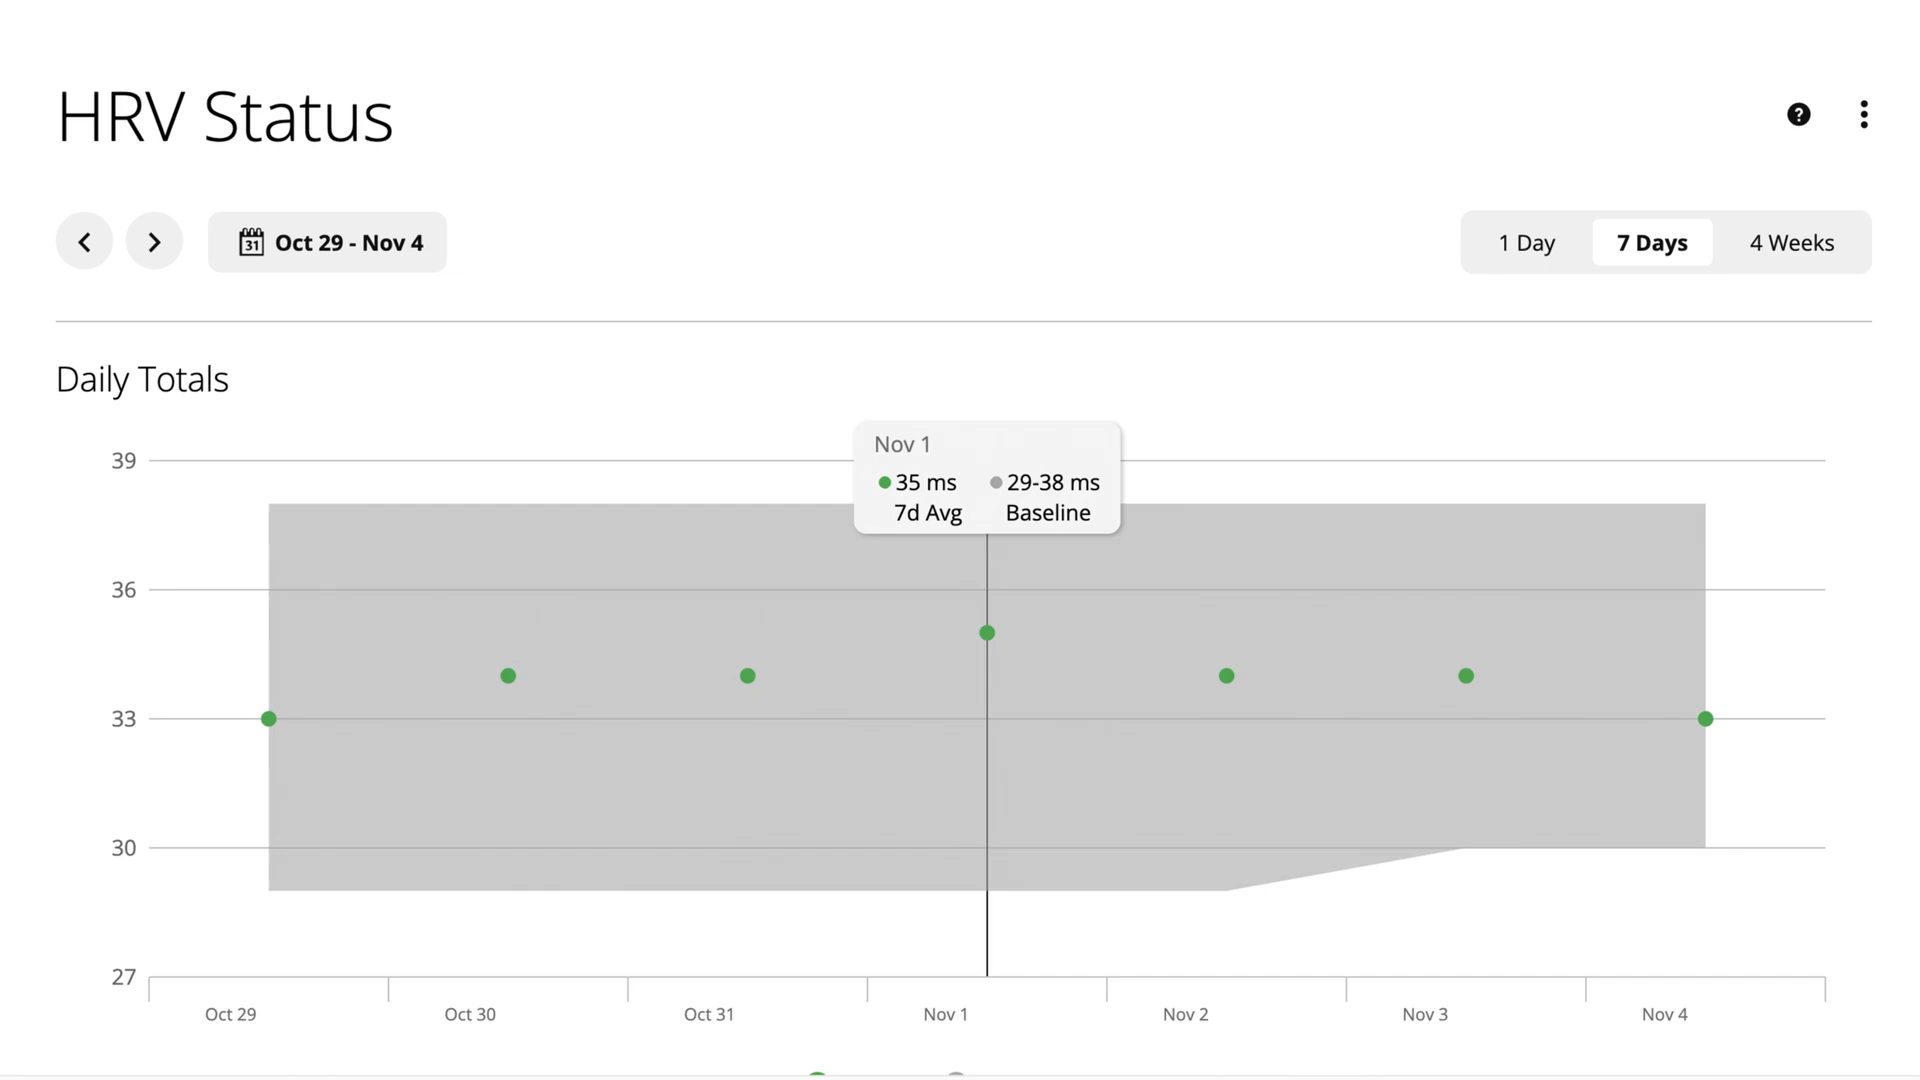 HRV Status
?
31 Oct 29 - Nov 4
1 Day 7 Days 4 Weeks
Daily Totals
Nov 1
35 ms 29-38 ms
7d Avg Baseline
39
36
33
30
27
Oct 29 Oct 30 Oct 31 Nov 1 Nov 2 Nov 3 Nov 4